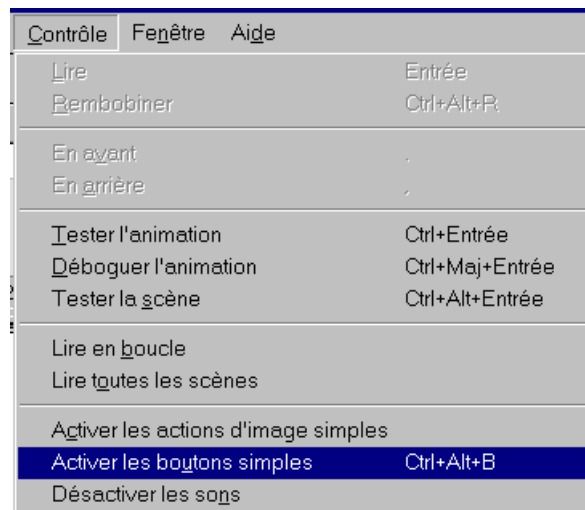 Contrôle Fenêtre Aide
Lire Entrée
Rembobiner Ctrl+Alt+R
En avant .
En arrière ,
Tester l'animation Ctrl+Entrée
Déboguer l'animation Ctrl+Maj+Entrée
Tester la scène Ctrl+Alt+Entrée
Lire en boucle
Lire toutes les scènes
Activer les actions d'image simples
Activer les boutons simples Ctrl+Alt+B
Désactiver les sons